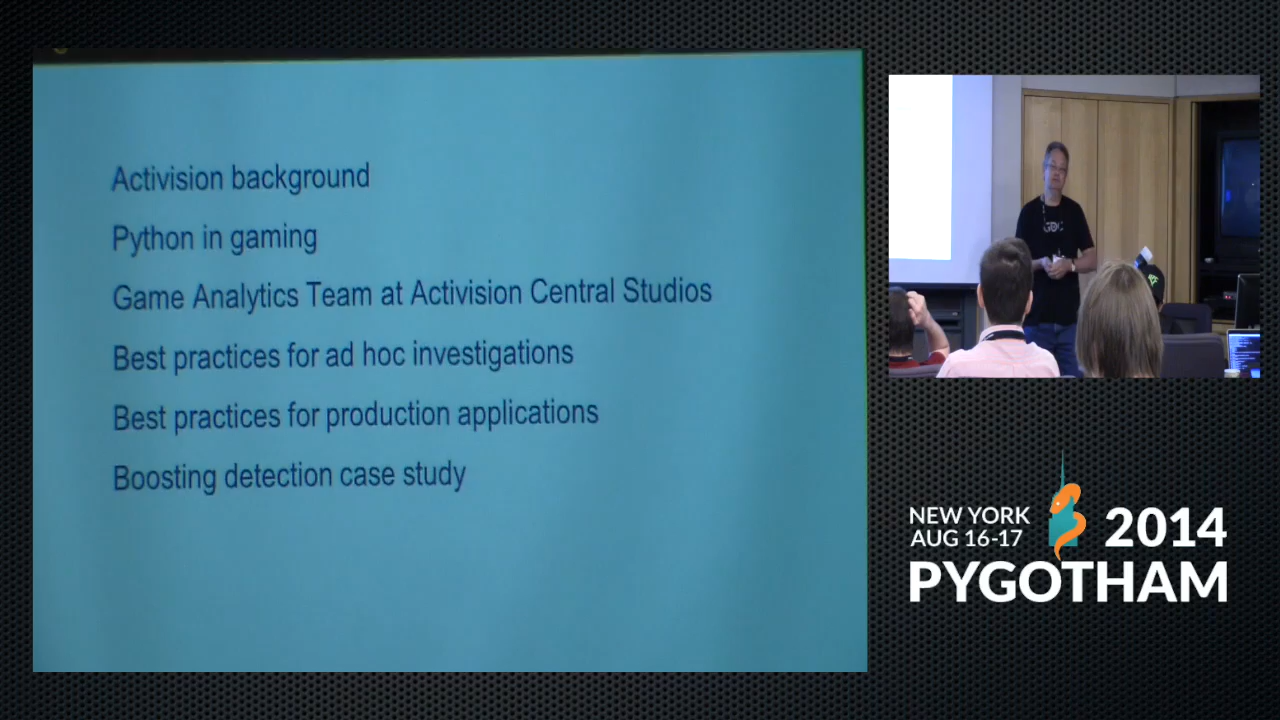 Activision background
Python in gaming
Game Analytics Team at Activision Central Studios
Best practices for ad hoc investigations
Best practices for production applications
Boosting detection case study
NEW YORK
AUG 16-17
2014
PYGOTHAM